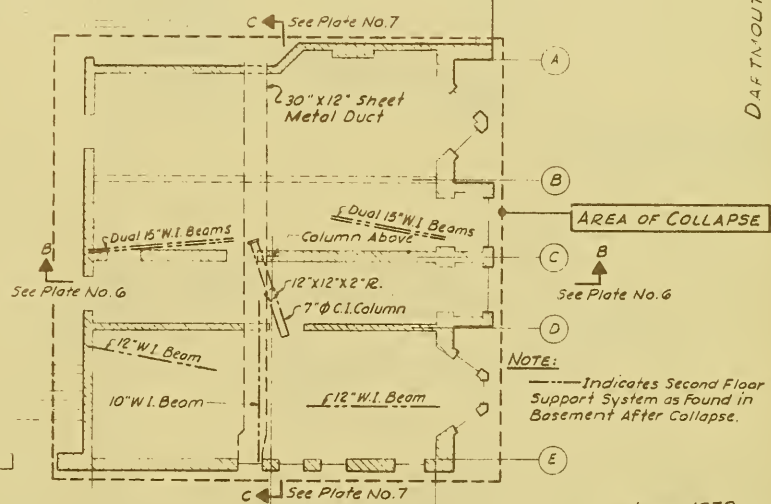 C See Plate No.7
DARTMOUT
A
30"x12" Sheet
Metal Duct
B
AREA OF COLLAPSE
Dual 15" W.I. Beams
Dual 15" W.I. Beams
Column Above
B
See Plate No.6
C
B
See Plate No.6
12"x12"x2" PL.
7"Φ C.I. Column
D
12" W.I. Beam
10" W.I. Beam
12" W.I. Beam
NOTE:
Indicates Second Floor
Support System as Found in
Basement After Collapse.
E
C See Plate No.7